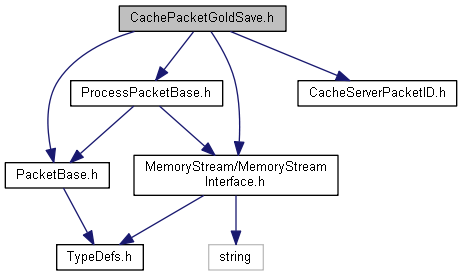 CachePacketGoldSave.h
ProcessPacketBase.h
CacheServerPacketID.h
PacketBase.h
MemoryStream/MemoryStream
Interface.h
TypeDefs.h
string